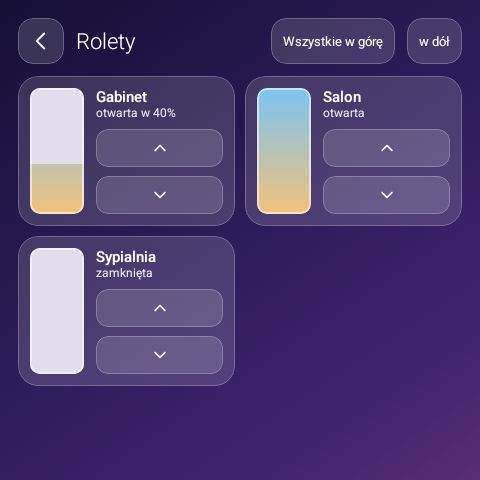 Rolety
Wszystkie w górę
w dół
Gabinet
otwarta w 40%
Salon
otwarta
Sypialnia
zamknięta